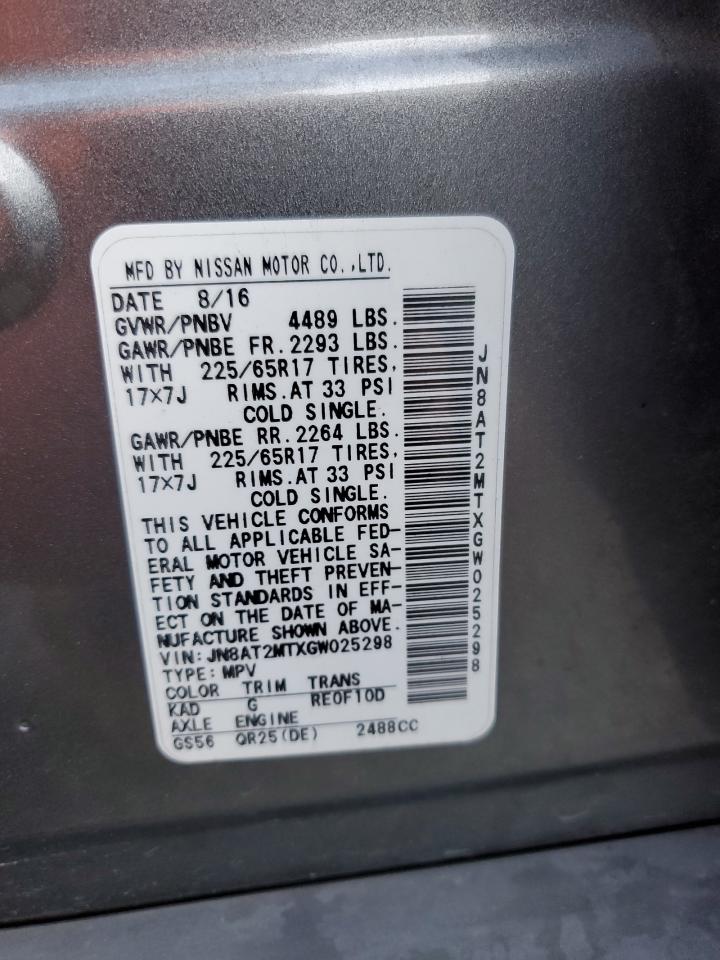 MFD BY NISSAN MOTOR CO.,LTD.
DATE 8/16
GVWR/PNBV 4489 LBS.
GAWR/PNBE FR. 2293 LBS.
WITH 225/65R17 TIRES,
17×7J RIMS.AT 33 PSI
COLD SINGLE.
GAWR/PNBE RR. 2264 LBS.
WITH 225/65R17 TIRES,
17×7J RIMS.AT 33 PSI
COLD SINGLE.
THIS VEHICLE CONFORMS
TO ALL APPLICABLE FED-
ERAL MOTOR VEHICLE SA-
FETY AND THEFT PREVEN-
TION STANDARDS IN EFF-
ECT ON THE DATE OF MA-
NUFACTURE SHOWN ABOVE.
VIN: JN8AT2MTXGW025298
TYPE: MPV
COLOR TRIM TRANS
KAD G RE0F10D
AXLE ENGINE
GS56 QR25(DE) 2488CC
JN8AT2MTXGW025298